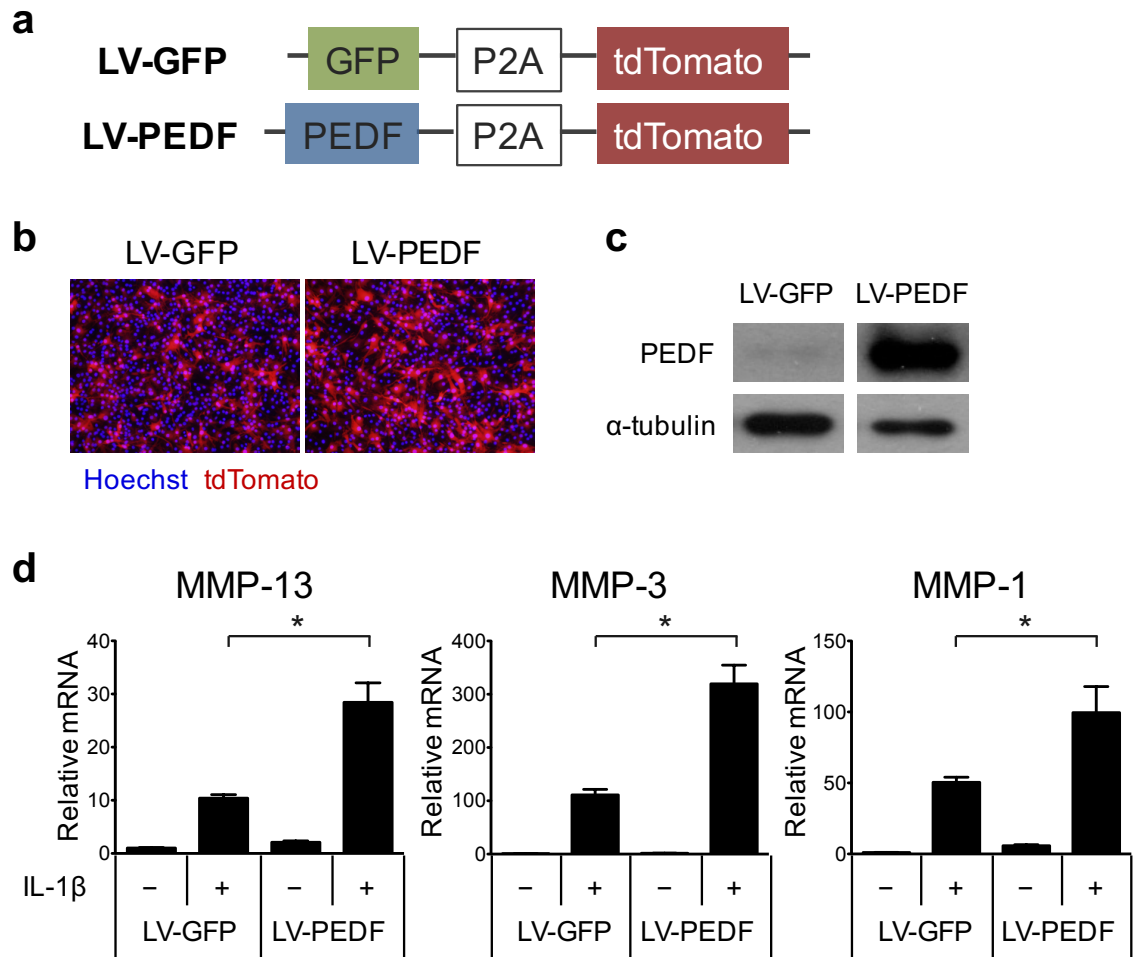 a
LV-GFP GFP P2A tdTomato
LV-PEDF PEDF P2A tdTomato
b
LV-GFP LV-PEDF
Hoechst tdTomato
c
LV-GFP LV-PEDF
PEDF
α-tubulin
d
MMP-13
*
Relative mRNA
40
30
20
10
0
MMP-3
*
Relative mRNA
400
300
200
100
0
MMP-1
*
Relative mRNA
150
100
50
0
IL-1β − + − + − + − + − + − +
LV-GFP LV-PEDF LV-GFP LV-PEDF LV-GFP LV-PEDF